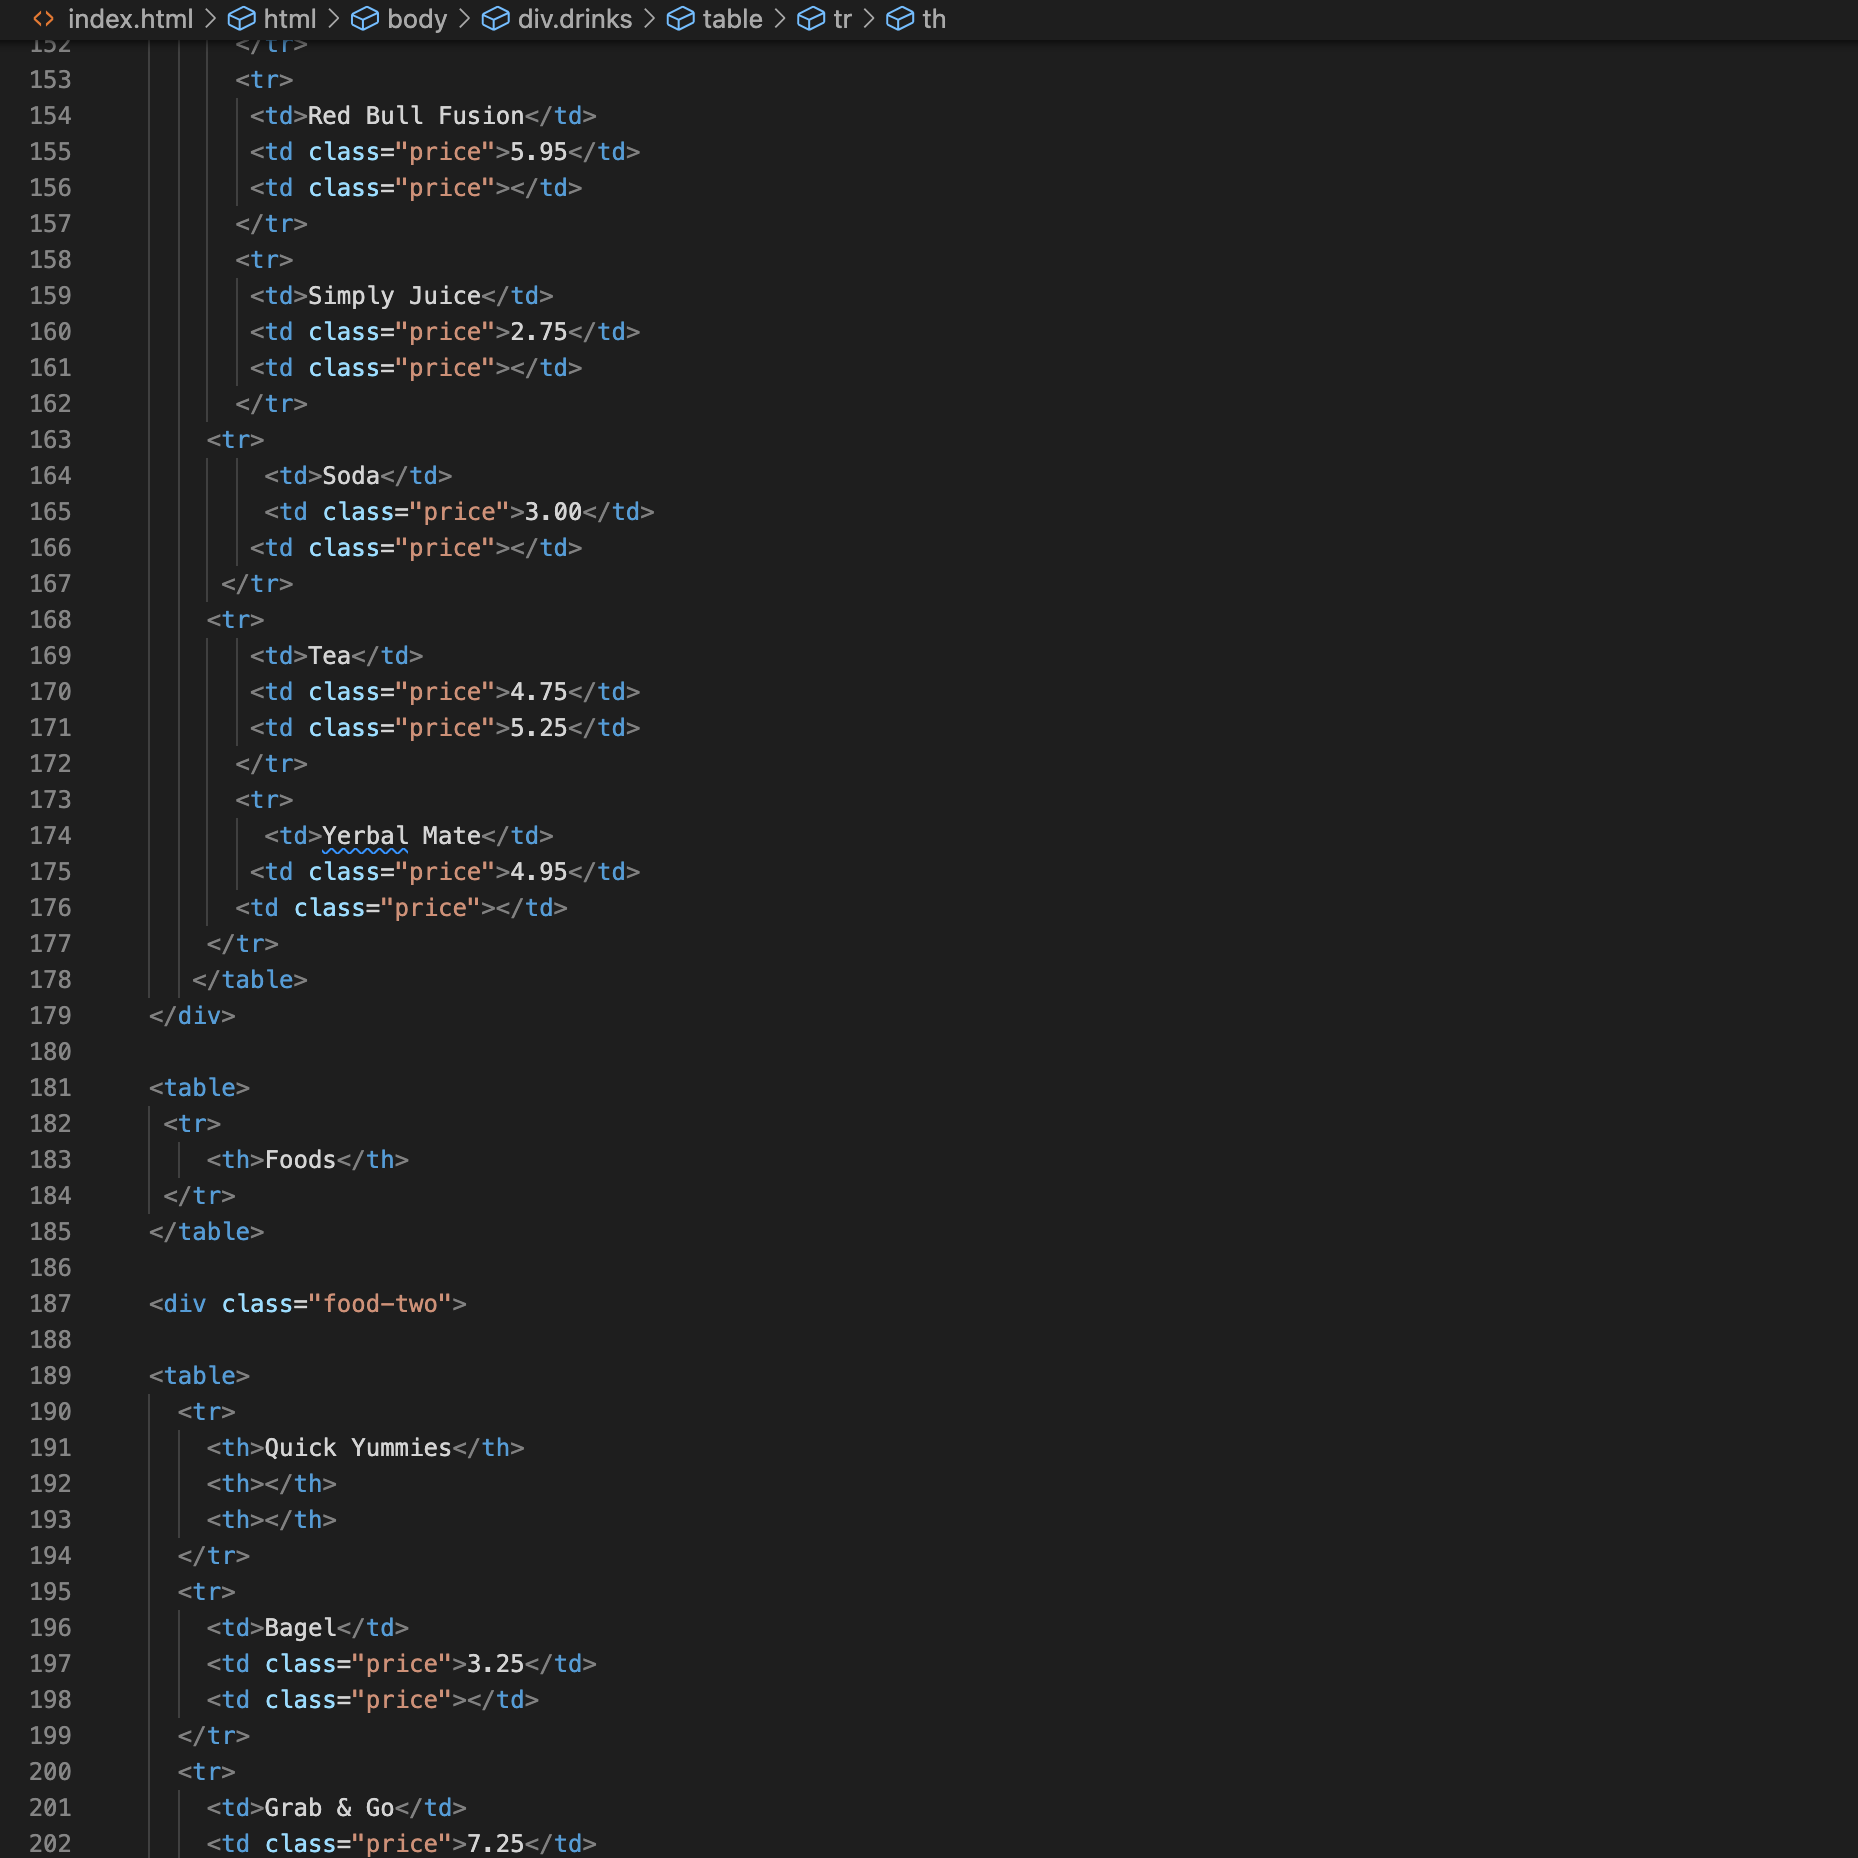 index.html > html > body > div.drinks > table > tr > th
152 </tr>
153 <tr>
154 <td>Red Bull Fusion</td>
155 <td class="price">5.95</td>
156 <td class="price"></td>
157 </tr>
158 <tr>
159 <td>Simply Juice</td>
160 <td class="price">2.75</td>
161 <td class="price"></td>
162 </tr>
163 <tr>
164 <td>Soda</td>
165 <td class="price">3.00</td>
166 <td class="price"></td>
167 </tr>
168 <tr>
169 <td>Tea</td>
170 <td class="price">4.75</td>
171 <td class="price">5.25</td>
172 </tr>
173 <tr>
174 <td>Yerbal Mate</td>
175 <td class="price">4.95</td>
176 <td class="price"></td>
177 </tr>
178 </table>
179 </div>
180
181 <table>
182 <tr>
183 <th>Foods</th>
184 </tr>
185 </table>
186
187 <div class="food-two">
188
189 <table>
190 <tr>
191 <th>Quick Yummies</th>
192 <th></th>
193 <th></th>
194 </tr>
195 <tr>
196 <td>Bagel</td>
197 <td class="price">3.25</td>
198 <td class="price"></td>
199 </tr>
200 <tr>
201 <td>Grab & Go</td>
202 <td class="price">7.25</td>